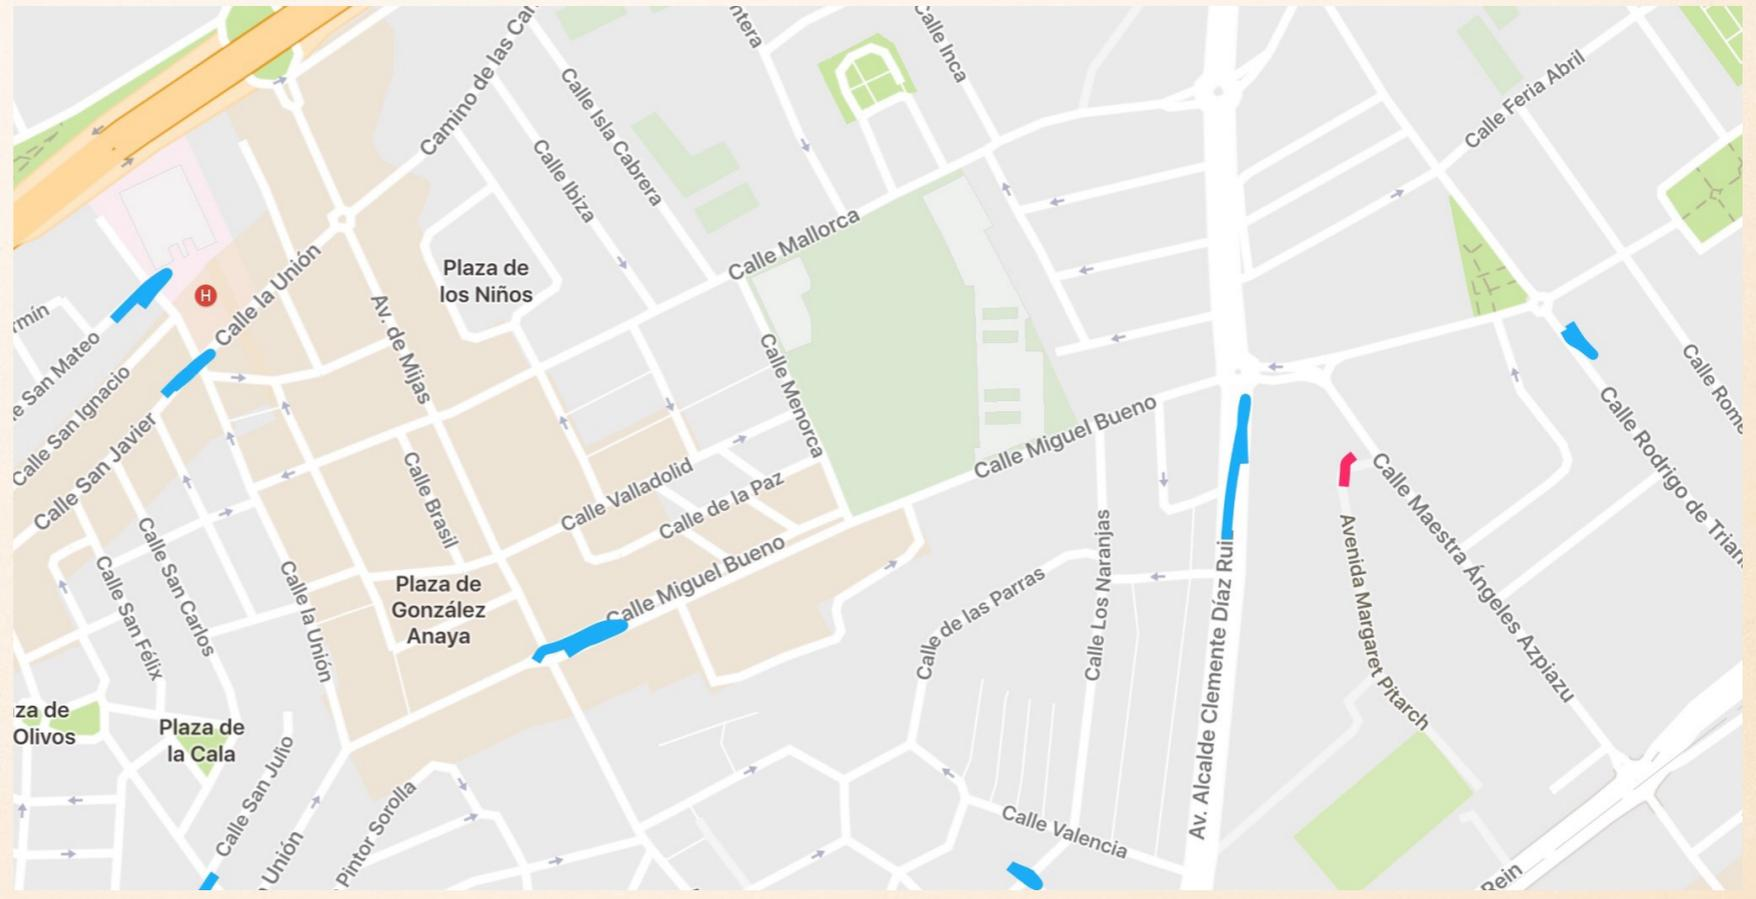 Camino de las Ca
Calle Inca
Calle Isla Cabrera
Calle Feria Abril
Calle Ibiza
Calle Mallorca
Plaza de
los Niños
H
Calle la Unión
Av. de Mijas
Calle Menorca
San Mateo
Calle San Ignacio
Calle San Javier
Calle Miguel Bueno
Calle Valladolid
Calle de la Paz
Calle Brasil
Calle Rodrigo de Trian
Calle Rome
Calle Maestra Ángeles Azpiazu
Avenida Margaret Pitarch
Calle Miguel Bueno
Plaza de
González
Anaya
Calle San Carlos
Calle San Félix
Calle la Unión
Calle de las Parras
Calle Los Naranjas
Av. Alcalde Clemente Díaz Rui
za de
Olivos
Plaza de
la Cala
Calle San Julio
Unión
Pintor Sorolla
Calle Valencia
Rein